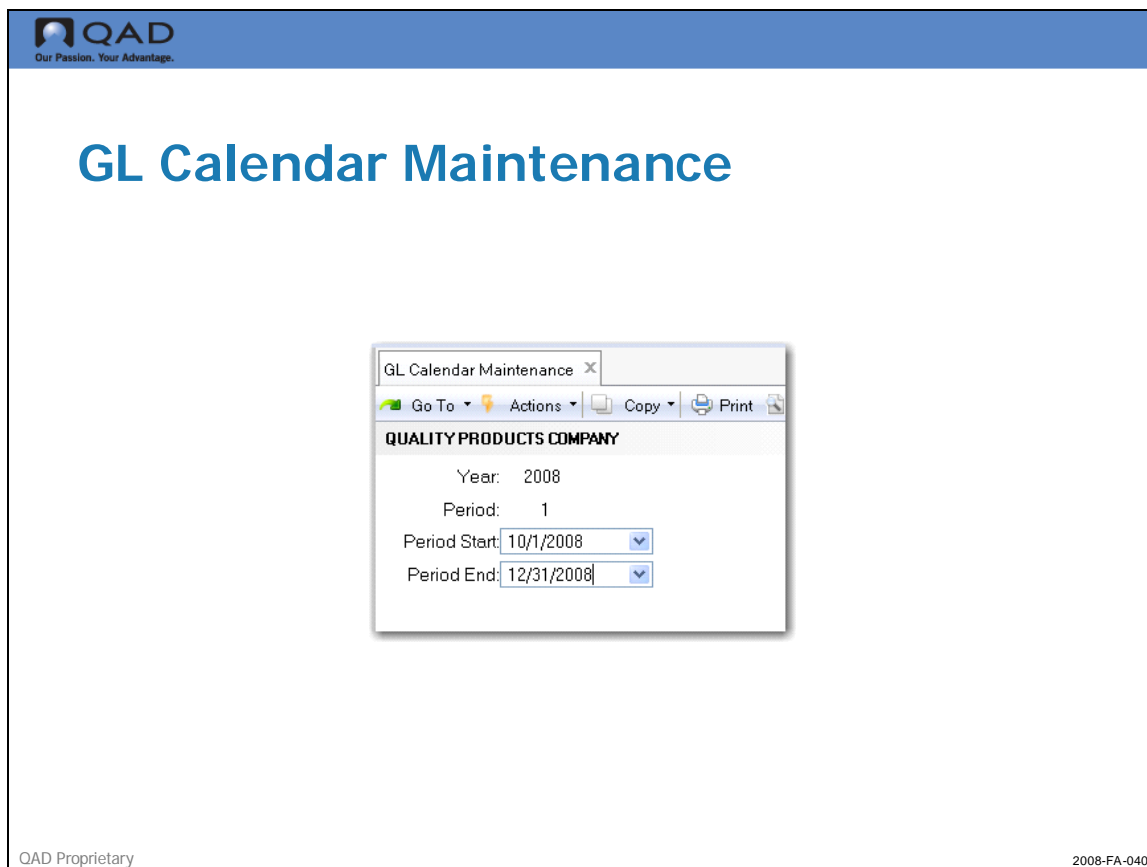 QAD
Our Passion. Your Advantage.
GL Calendar Maintenance
GL Calendar Maintenance X
Go To Actions Copy Print
QUALITY PRODUCTS COMPANY
Year: 2008
Period: 1
Period Start: 10/1/2008
Period End: 12/31/2008
QAD Proprietary
2008-FA-040